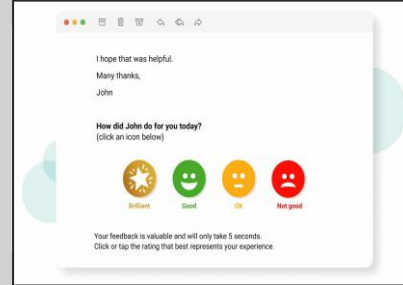 I hope that was helpful.
Many thanks,
John
How did John do for you today?
(click an icon below)
Brilliant
Good
OK
Not good
Your feedback is valuable and will only take 5 seconds.
Click or tap the rating that best represents your experience